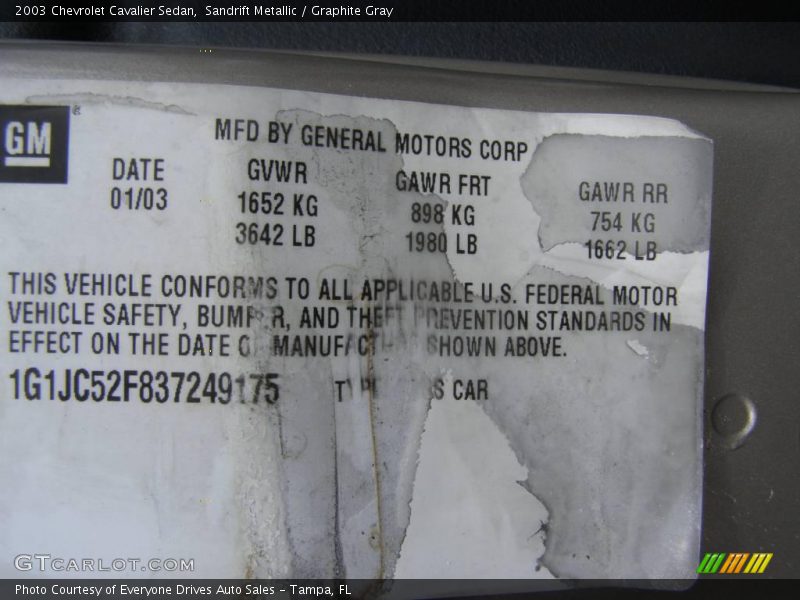 2003 Chevrolet Cavalier Sedan, Sandrift Metallic / Graphite Gray
GM
MFD BY GENERAL MOTORS CORP
DATE GVWR GAWR FRT GAWR RR
01/03 1652 KG 898 KG 754 KG
3642 LB 1980 LB 1662 LB
THIS VEHICLE CONFORMS TO ALL APPLICABLE U.S. FEDERAL MOTOR
VEHICLE SAFETY, AND THEFT PREVENTION STANDARDS IN
EFFECT ON THE DATE SHOWN ABOVE.
1G1JC52F837249175 CAR
GTcarlot.com
Photo Courtesy of Everyone Drives Auto Sales - Tampa, FL